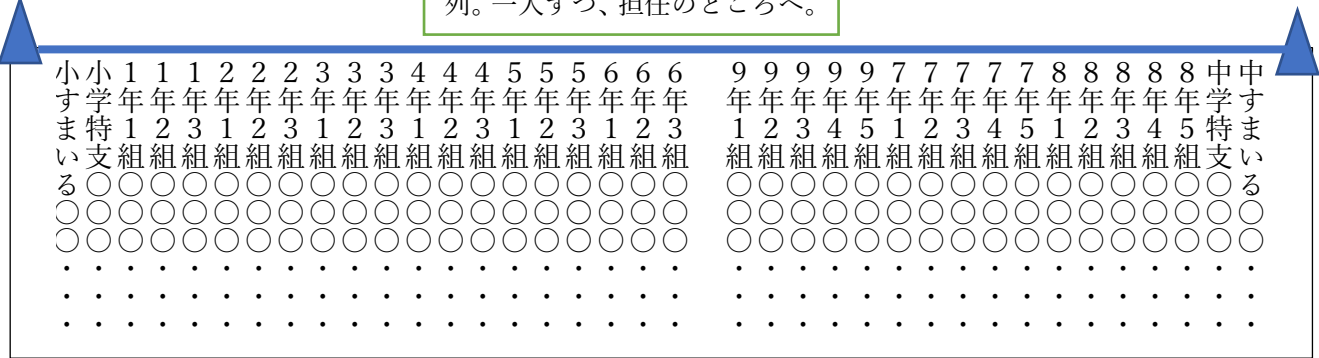 列。一人ずつ、担任のところへ。
小すまいる○○・・・
小学特支○○○・・・
1年1組○○○・・・
1年2組○○○・・・
1年3組○○○・・・
2年1組○○○・・・
2年2組○○○・・・
2年3組○○○・・・
3年1組○○○・・・
3年2組○○○・・・
3年3組○○○・・・
4年1組○○○・・・
4年2組○○○・・・
4年3組○○○・・・
5年1組○○○・・・
5年2組○○○・・・
5年3組○○○・・・
6年1組○○○・・・
6年2組○○○・・・
6年3組○○○・・・
9年1組○○○・・・
9年2組○○○・・・
9年3組○○○・・・
9年4組○○○・・・
9年5組○○○・・・
7年1組○○○・・・
7年2組○○○・・・
7年3組○○○・・・
7年4組○○○・・・
7年5組○○○・・・
8年1組○○○・・・
8年2組○○○・・・
8年3組○○○・・・
8年4組○○○・・・
8年5組○○○・・・
中学特支○○○・・・
中すまいる○○・・・